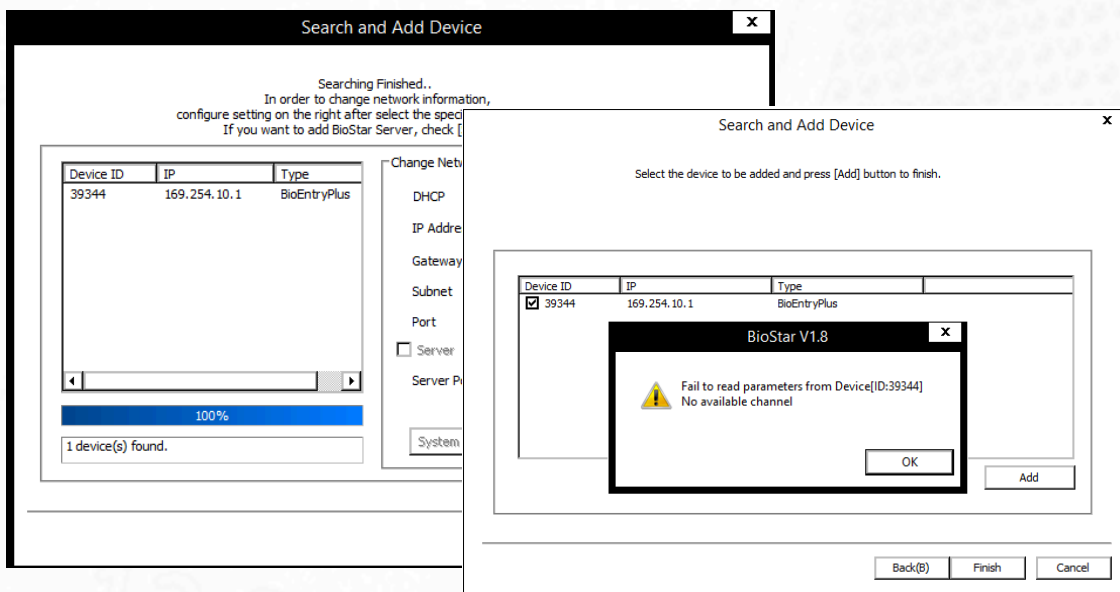 Search and Add Device
x
Searching Finished..
In order to change network information,
configure setting on the right after select the speci
If you want to add BioStar Server, check [
Device ID IP Type
39344 169.254.10.1 BioEntryPlus
100%
1 device(s) found.
Change Netw
DHCP
IP Addre
Gateway
Subnet
Port
Server
Server P
System
Search and Add Device
x
Select the device to be added and press [Add] button to finish.
Device ID IP Type
39344 169.254.10.1 BioEntryPlus
BioStar V1.8
x
Fail to read parameters from Device[ID:39344]
No available channel
OK
Add
Back(B) Finish Cancel